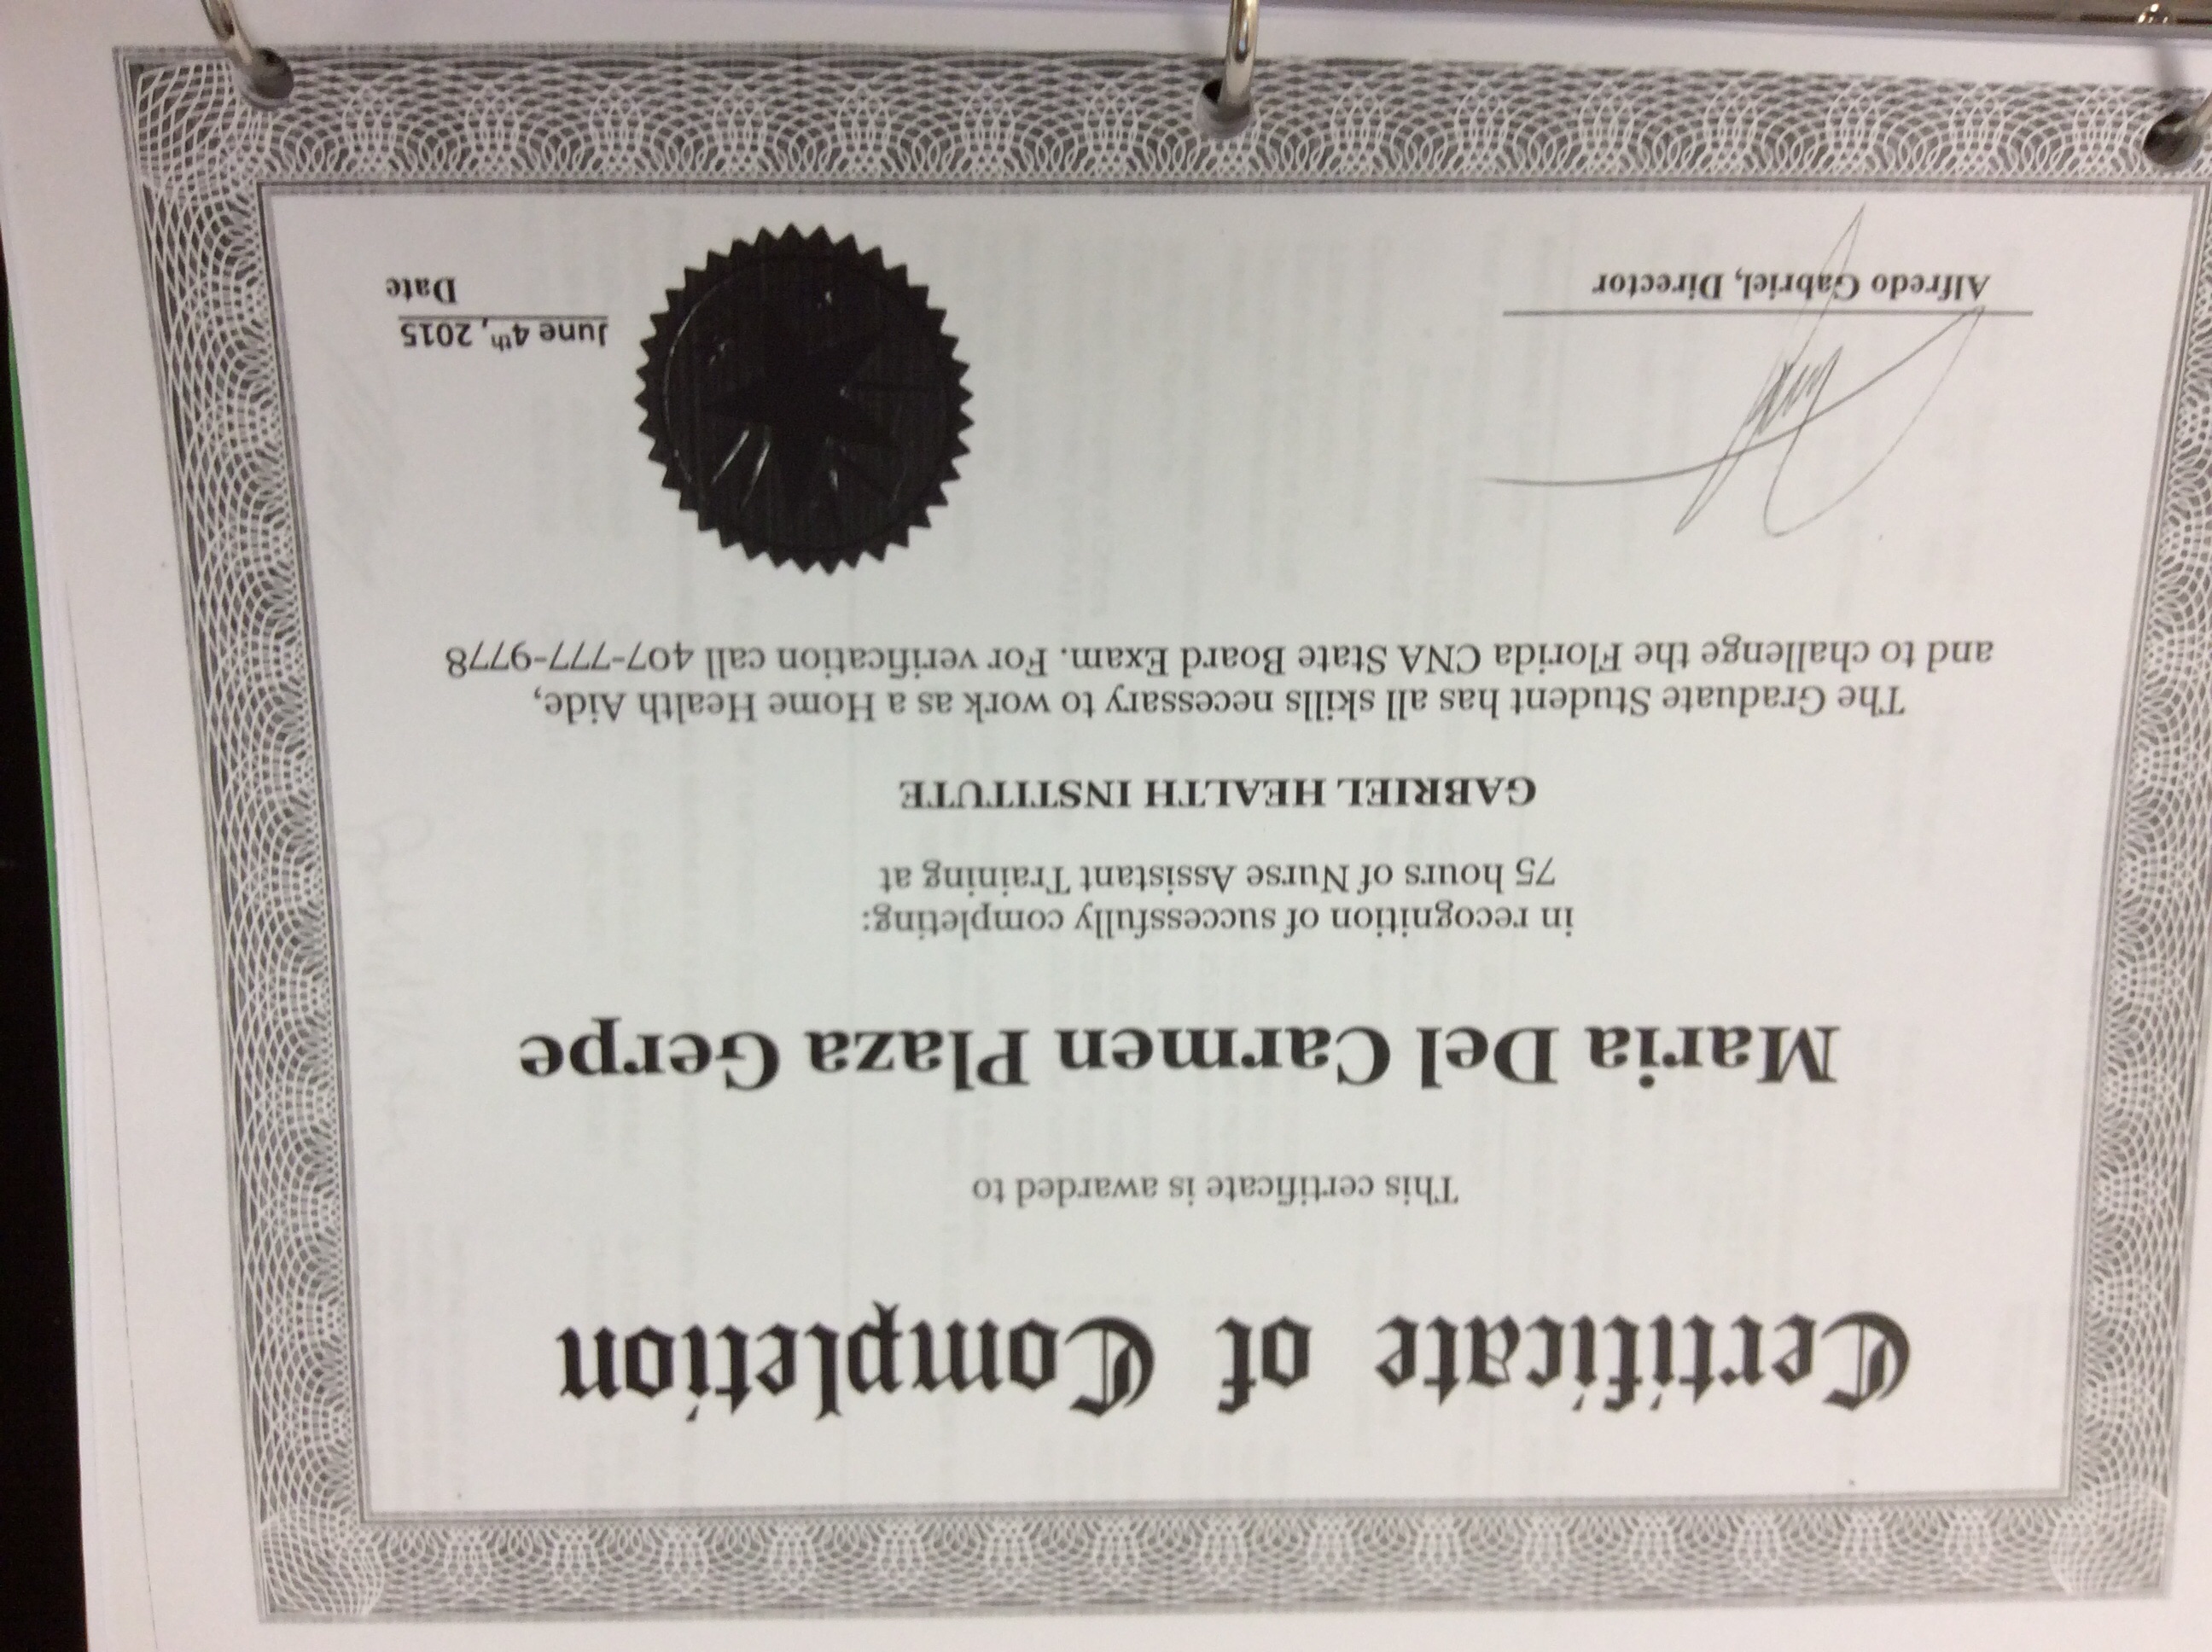 Certificate of Completion
This certificate is awarded to
Maria Del Carmen Plaza Gerpe
in recognition of successfully completing:
75 hours of Nurse Assistant Training at
GABRIEL HEALTH INSTITUTE
The Graduate Student has all skills necessary to work as a Home Health Aide,
and to challenge the Florida CNA State Board Exam. For verification call 407-777-9778
Alfredo Gabriel, Director
June 4th, 2015
Date